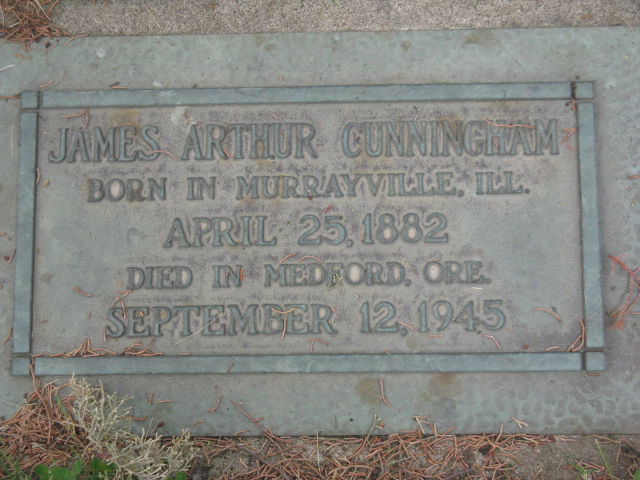 JAMES ARTHUR CUNNINGHAM
BORN IN MURRAYVILLE, ILL.
APRIL 25, 1882
DIED IN MEDFORD, ORE.
SEPTEMBER 12, 1945